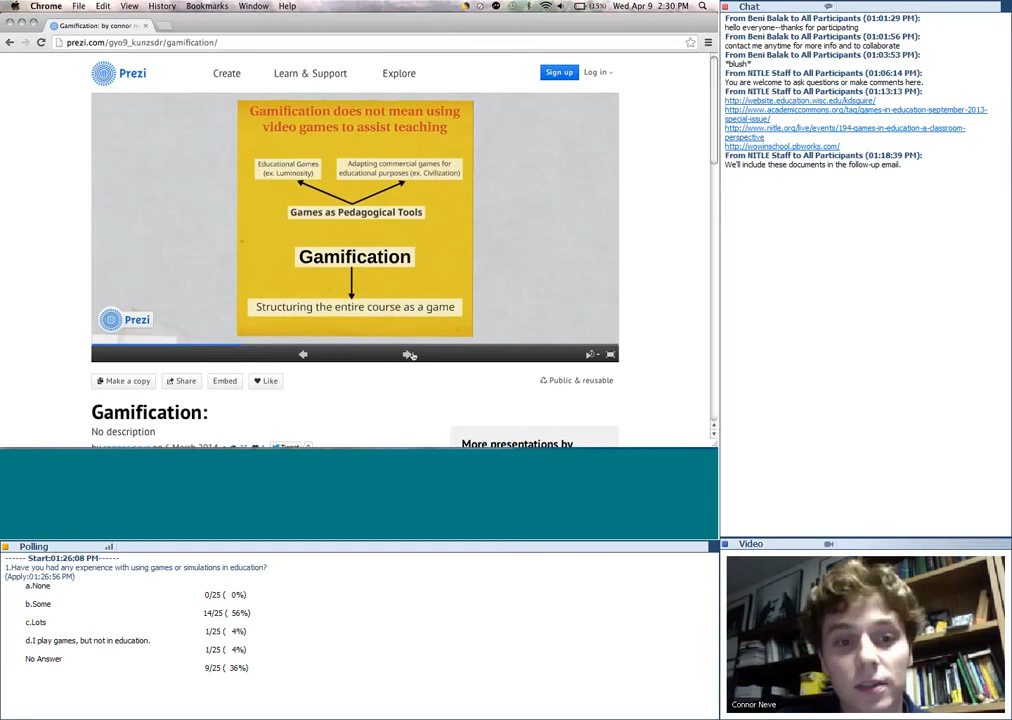 Chrome File Edit View History Bookmarks Window Help
(15%) Wed Apr 9 2:30 PM
Gamification: by connor n
prezi.com/gyo9_kunzsdr/gamification/
Prezi
Create
Learn & Support
Explore
Sign up
Log in
Gamification does not mean using
video games to assist teaching
Educational Games
(ex. Luminosity)
Adapting commercial games for
educational purposes (ex. Civilization)
Games as Pedagogical Tools
Gamification
Structuring the entire course as a game
Prezi
Make a copy
Share
Embed
Like
Public & reusable
Gamification:
No description
More presentations by
Polling
------ Start:01:26:08 PM------
1.Have you had any experience with using games or simulations in education?
(Apply:01:26:56 PM)
a.None
0/25 ( 0%)
b.Some
14/25 ( 56%)
c.Lots
1/25 ( 4%)
d.I play games, but not in education.
1/25 ( 4%)
No Answer
9/25 ( 36%)
Chat
From Beni Balak to All Participants (01:01:29 PM):
hello everyone--thanks for participating
From Beni Balak to All Participants (01:01:56 PM):
contact me anytime for more info and to collaborate
From Beni Balak to All Participants (01:03:53 PM):
*blush*
From NITLE Staff to All Participants (01:06:14 PM):
You are welcome to ask questions or make comments here.
From NITLE Staff to All Participants (01:13:13 PM):
http://website.education.wisc.edu/kdsquire/
http://www.academiccommons.org/tag/games-in-education-september-2013-
special-issue/
http://www.nitle.org/live/events/194-games-in-education-a-classroom-
perspective
http://wowinschool.pbworks.com/
From NITLE Staff to All Participants (01:18:39 PM):
We'll include these documents in the follow-up email.
Video
Connor Neve